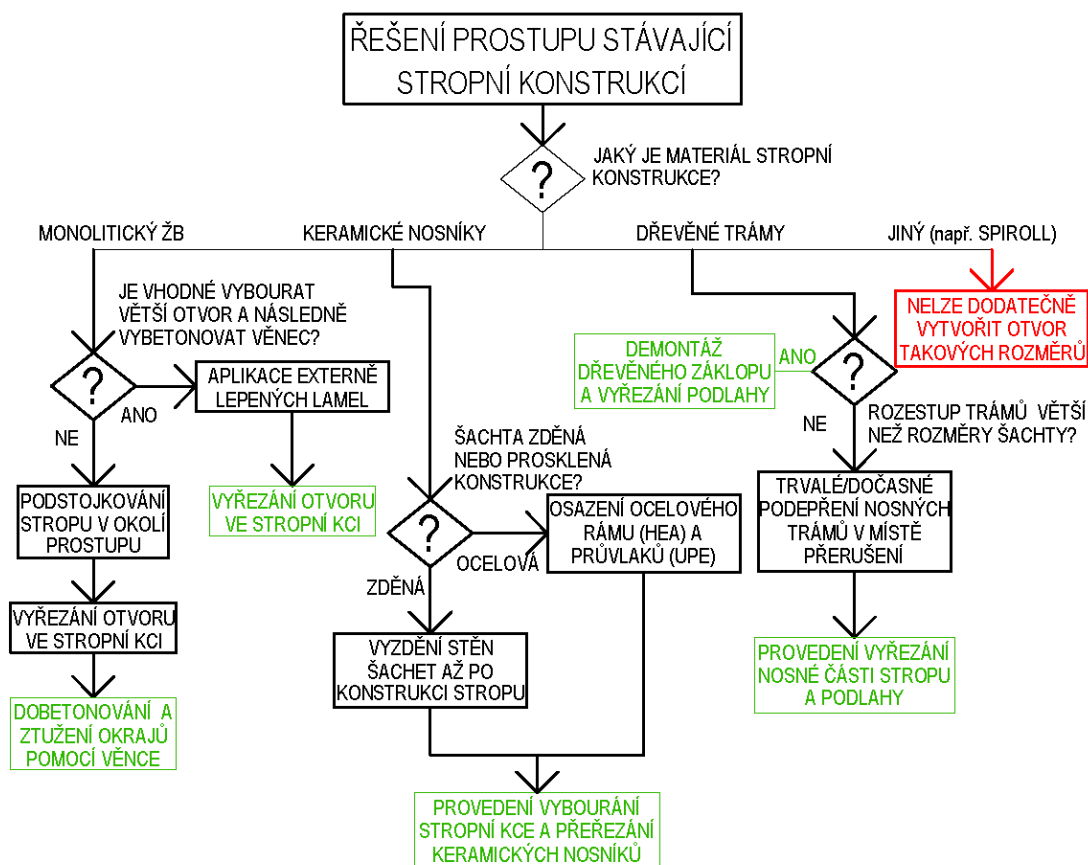 ŘEŠENÍ PROSTUPU STÁVAJÍCÍ
STROPNÍ KONSTRUKCÍ
?
JAKÝ JE MATERIÁL STROPNÍ
KONSTRUKCE?
MONOLITICKÝ ŽB
KERAMICKÉ NOSNÍKY
DŘEVĚNÉ TRÁMY
JINÝ (např. SPIROLL)
JE VHODNÉ VYBOURAT
VĚTŠÍ OTVOR A NÁSLEDNĚ
VYBETONOVAT VĚNEC?
?
ANO
NE
APLIKACE EXTERNĚ
LEPENÝCH LAMEL
VYŘEZÁNÍ OTVORU
VE STROPNÍ KCI
PODSTOJKOVÁNÍ
STROPU V OKOLÍ
PROSTUPU
VYŘEZÁNÍ OTVORU
VE STROPNÍ KCI
DOBETONOVÁNÍ A
ZTUŽENÍ OKRAJŮ
POMOCÍ VĚNCE
ŠACHTA ZDĚNÁ
NEBO PROSKLENÁ
KONSTRUKCE?
?
OCELOVÁ
ZDĚNÁ
OSAZENÍ OCELOVÉHO
RÁMU (HEA) A
PRŮVLAKŮ (UPE)
VYZDĚNÍ STĚN
ŠACHET AŽ PO
KONSTRUKCI STROPU
PROVEDENÍ VYBOURÁNÍ
STROPNÍ KCE A PŘEŘEZÁNÍ
KERAMICKÝCH NOSNÍKŮ
DEMONTÁŽ
DŘEVĚNÉHO ZÁKLOPU
A VYŘEZÁNÍ PODLAHY
ANO
?
NE
ROZESTUP TRÁMŮ VĚTŠÍ
NEŽ ROZMĚRY ŠACHTY?
TRVALÉ/DOČASNÉ
PODEPŘENÍ NOSNÝCH
TRÁMŮ V MÍSTĚ
PŘERUŠENÍ
PROVEDENÍ VYŘEZÁNÍ
NOSNÉ ČÁSTI STROPU
A PODLAHY
NELZE DODATEČNĚ
VYTVOŘIT OTVOR
TAKOVÝCH ROZMĚRŮ